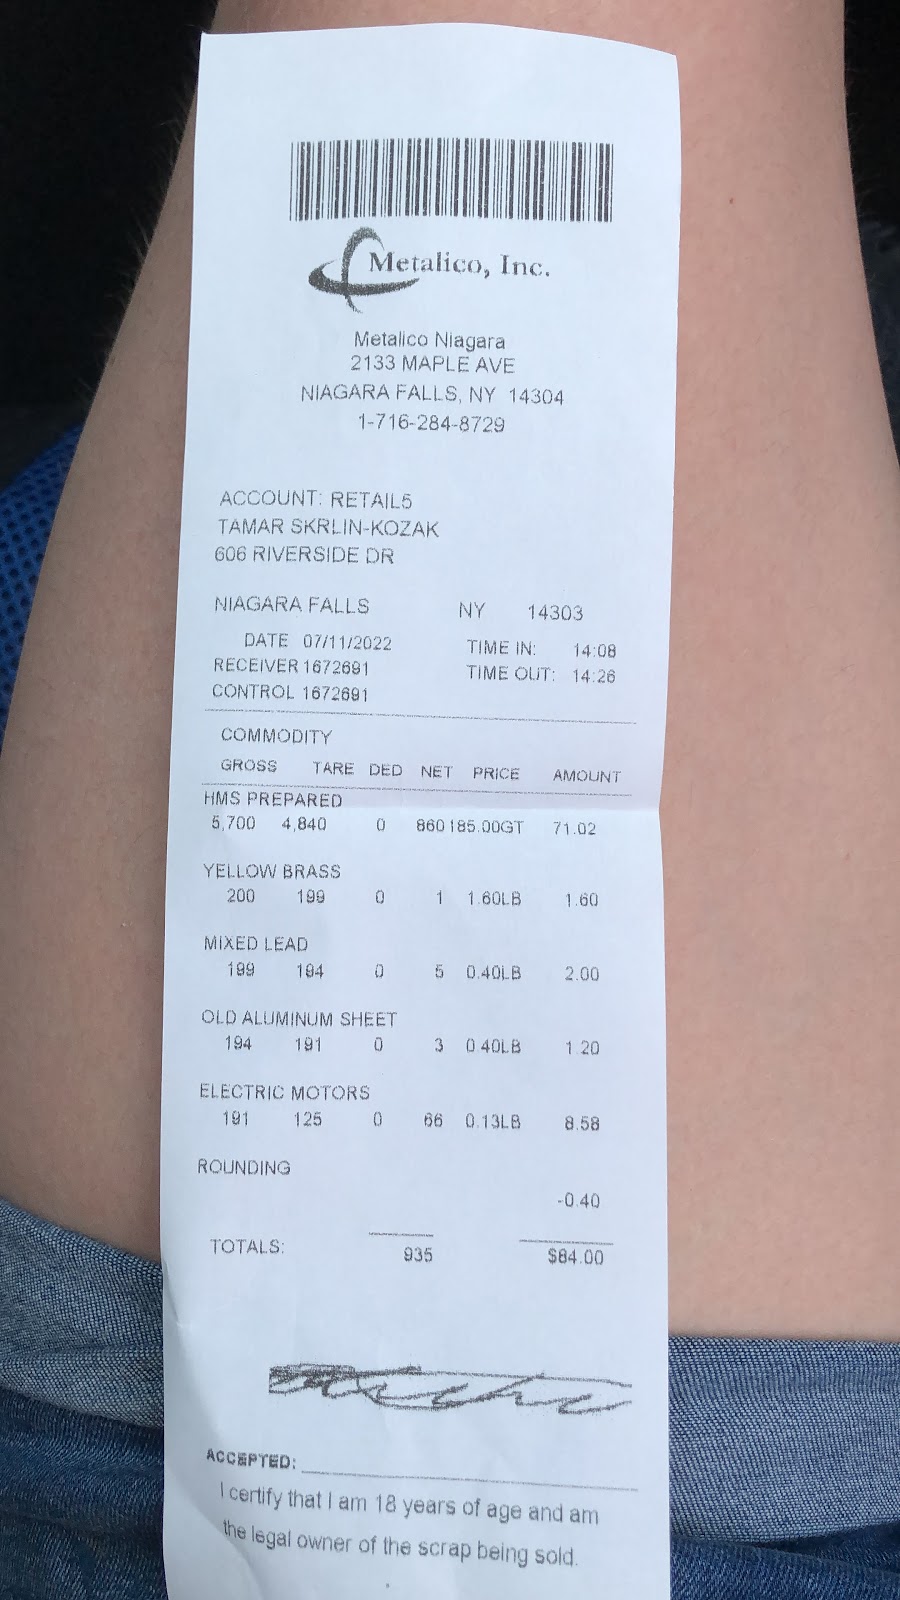 Metalico, Inc.
Metalico Niagara
2133 MAPLE AVE
NIAGARA FALLS, NY 14304
1-716-284-8729
ACCOUNT: RETAIL5
TAMAR SKRLIN-KOZAK
606 RIVERSIDE DR
NIAGARA FALLS NY 14303
DATE 07/11/2022 TIME IN: 14:08
RECEIVER 1672691 TIME OUT: 14:26
CONTROL 1672691
COMMODITY
GROSS TARE DED NET PRICE AMOUNT
HMS PREPARED
5,700 4,840 0 860 185.00GT 71.02
YELLOW BRASS
200 199 0 1 1.60LB 1.60
MIXED LEAD
199 194 0 5 0.40LB 2.00
OLD ALUMINUM SHEET
194 191 0 3 0.40LB 1.20
ELECTRIC MOTORS
191 125 0 66 0.13LB 8.58
ROUNDING
-0.40
TOTALS: 935 $84.00
ACCEPTED:
I certify that I am 18 years of age and am
the legal owner of the scrap being sold.